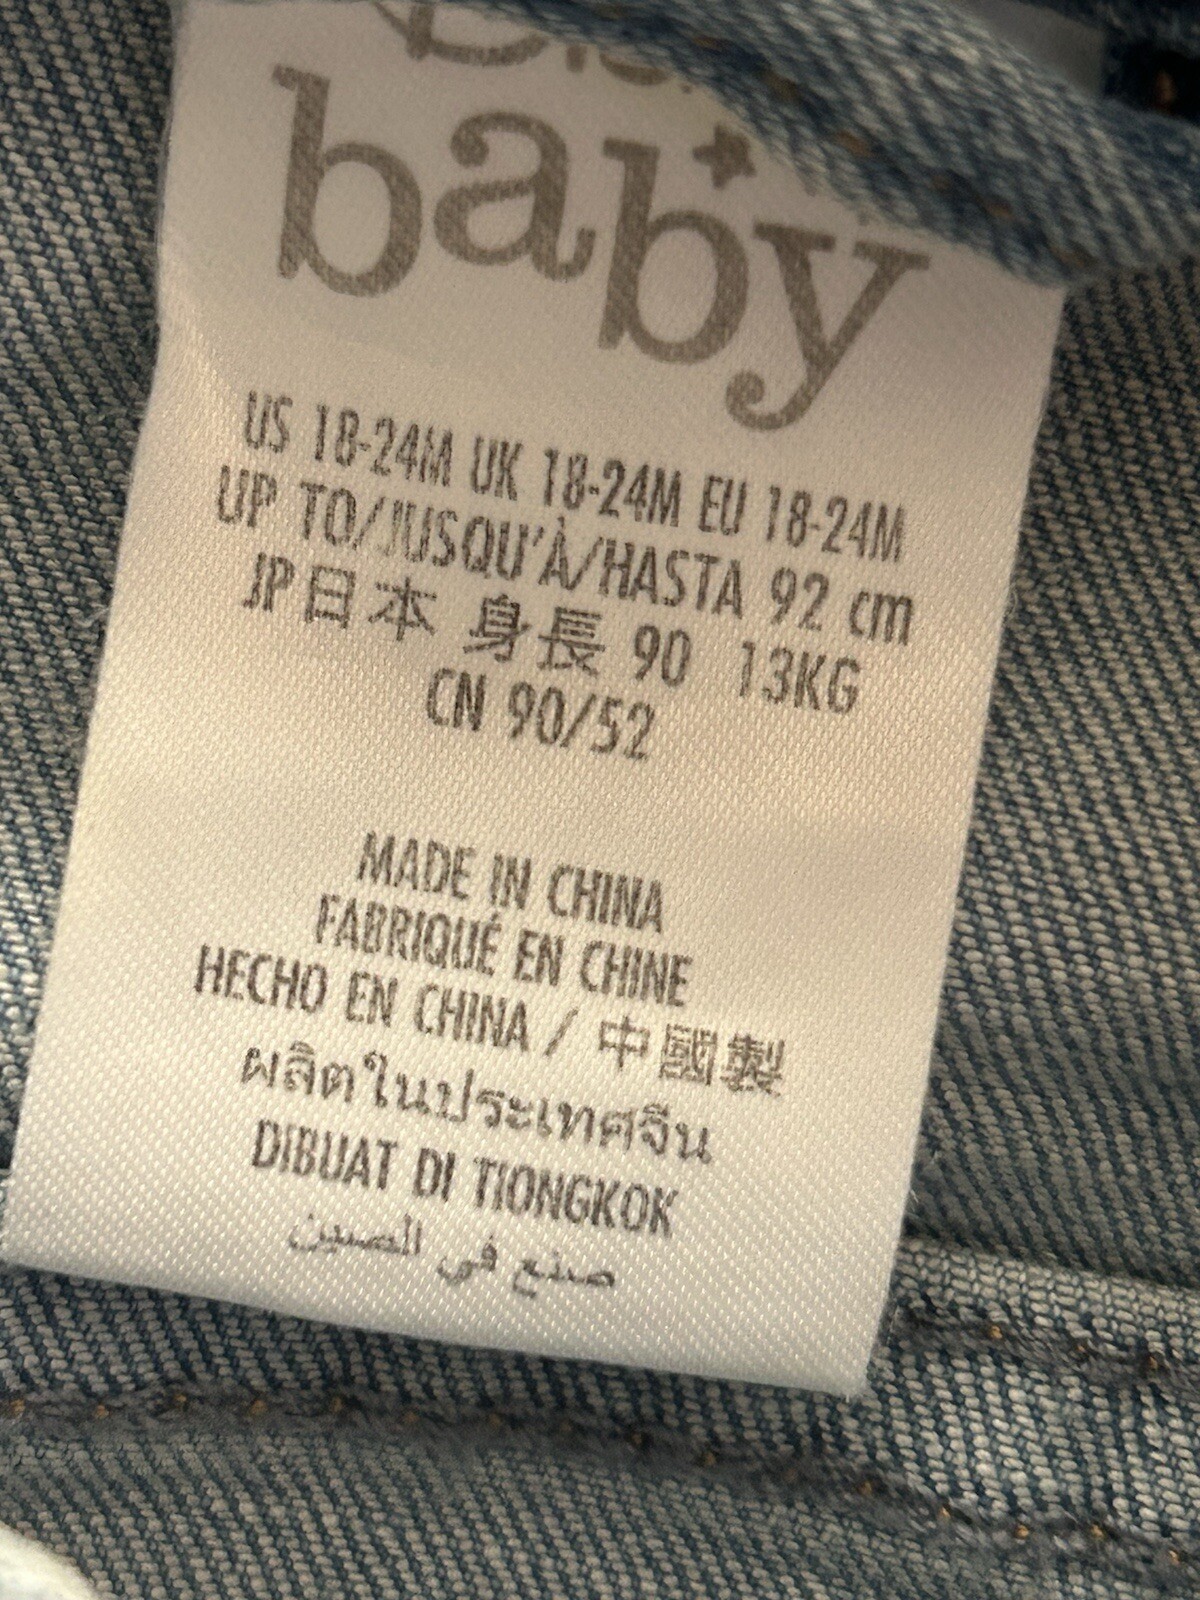 baby
US 18-24M UK 18-24M EU 18-24M
UP TO/JUSQU'À/HASTA 92 cm
JP日本 身長 90 13KG
CN 90/52
MADE IN CHINA
FABRIQUÉ EN CHINE
HECHO EN CHINA / 中國製
ผลิตในประเทศจีน
DIBUAT DI TIONGKOK
صنع في الصين